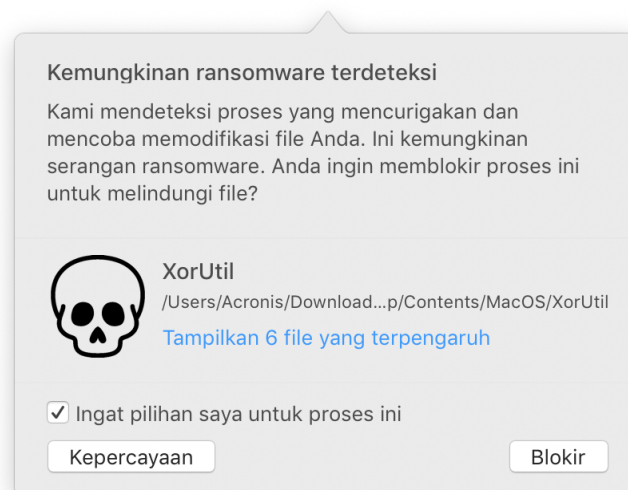 Kemungkinan ransomware terdeteksi
Kami mendeteksi proses yang mencurigakan dan
mencoba memodifikasi file Anda. Ini kemungkinan
serangan ransomware. Anda ingin memblokir proses ini
untuk melindungi file?
XorUtil
/Users/Acronis/Download...p/Contents/MacOS/XorUtil
Tampilkan 6 file yang terpengaruh
Ingat pilihan saya untuk proses ini
Kepercayaan
Blokir